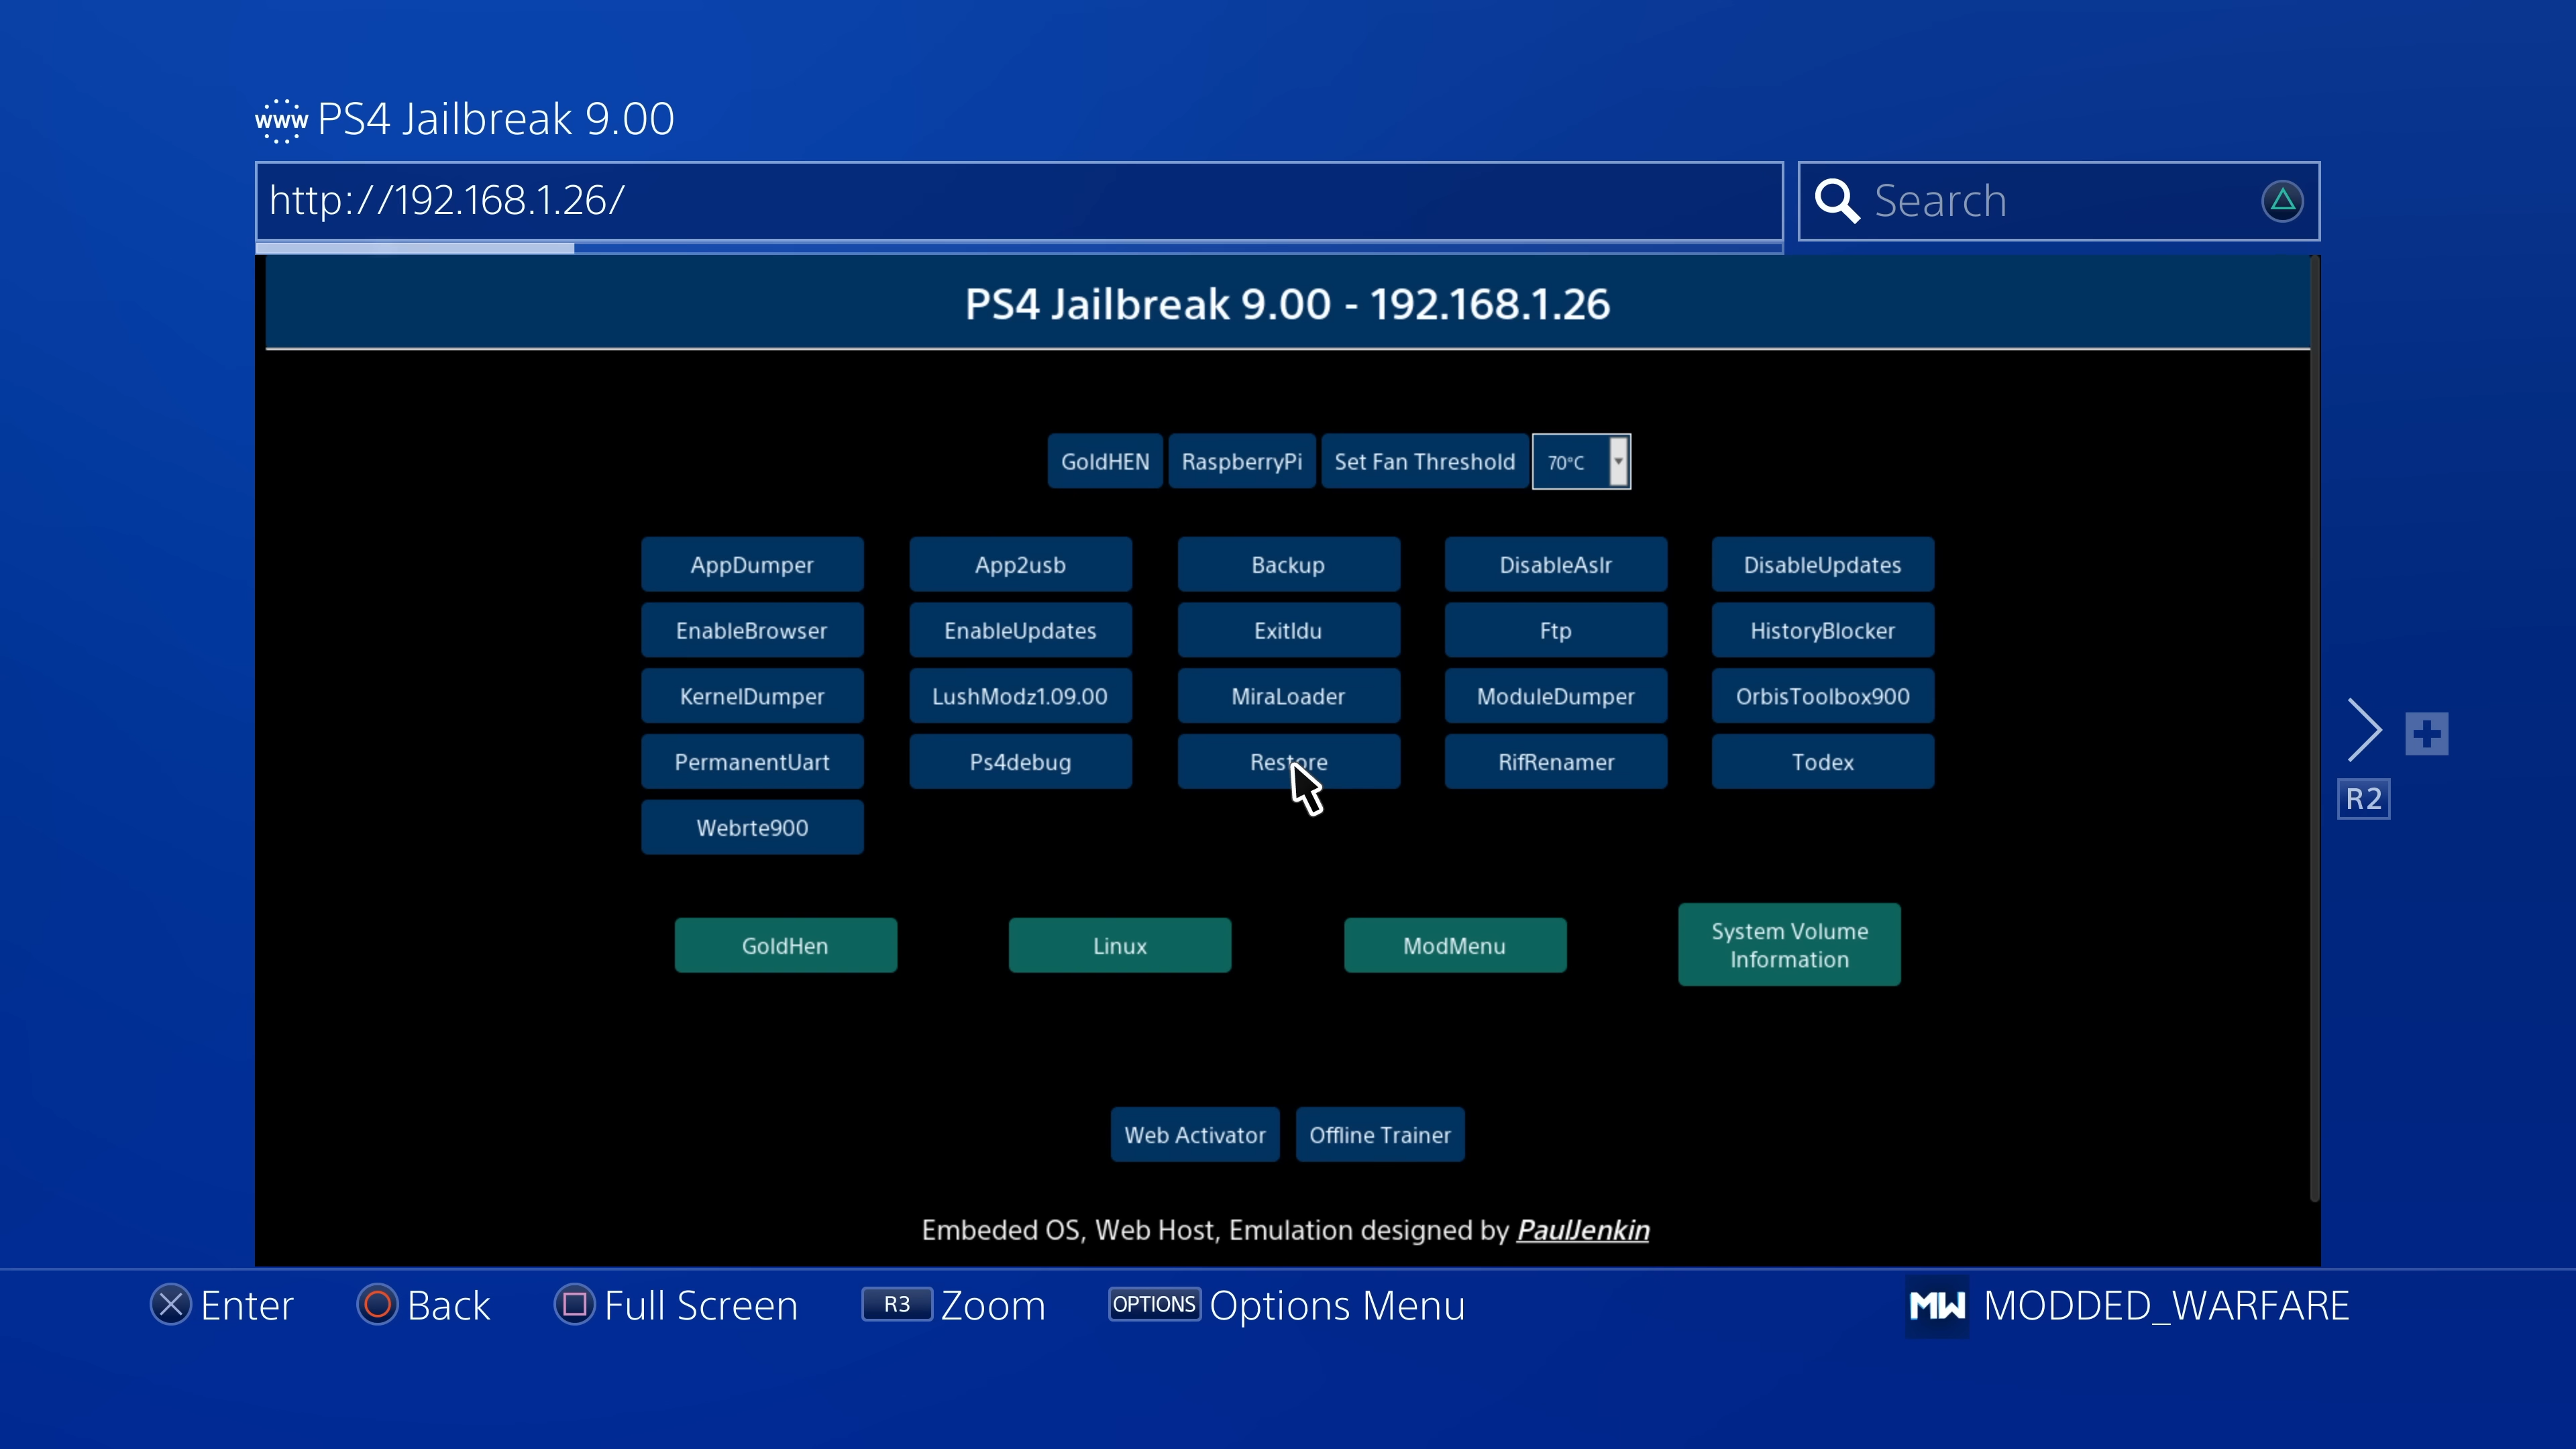 www PS4 Jailbreak 9.00
http://192.168.1.26/ Search
PS4 Jailbreak 9.00 - 192.168.1.26
GoldHEN RaspberryPi Set Fan Threshold 70°C
AppDumper App2usb Backup DisableAslr DisableUpdates
EnableBrowser EnableUpdates ExitIdu Ftp HistoryBlocker
KernelDumper LushModz1.09.00 MiraLoader ModuleDumper OrbisToolbox900
PermanentUart Ps4debug Restore RifRenamer Todex
R2
Webrte900
GoldHen Linux ModMenu System Volume
Information
Web Activator Offline Trainer
Embeded OS, Web Host, Emulation designed by PaulJenkin
Enter Back Full Screen R3 Zoom OPTIONS Options Menu MW MODDED_WARFARE